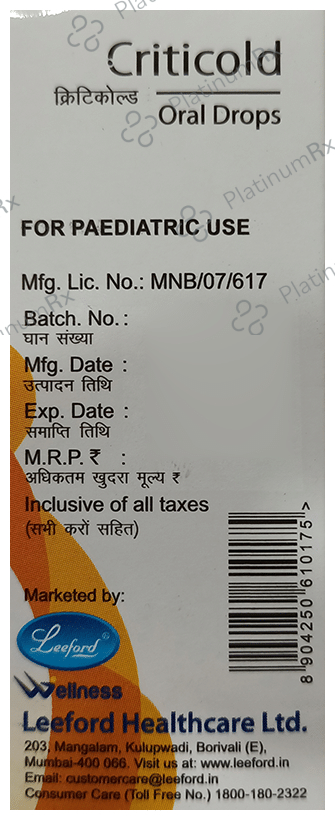 Criticold
क्रिटिकोल्ड
Oral Drops
FOR PAEDIATRIC USE
Mfg. Lic. No.: MNB/07/617
Batch. No. :
घान संख्या
Mfg. Date :
उत्पादन तिथि
Exp. Date :
समाप्ति तिथि
M.R.P. ₹ :
अधिकतम खुदरा मूल्य ₹
Inclusive of all taxes
(सभी करों सहित)
8 904250 610175 >
Marketed by:
Leeford®
Wellness
Leeford Healthcare Ltd.
203, Mangalam, Kulupwadi, Borivali (E),
Mumbai-400 066. Visit us at: www.leeford.in
Email: customercare@leeford.in
Consumer Care (Toll Free No.) 1800-180-2322
PlatinumRx
PlatinumRx
PlatinumRx